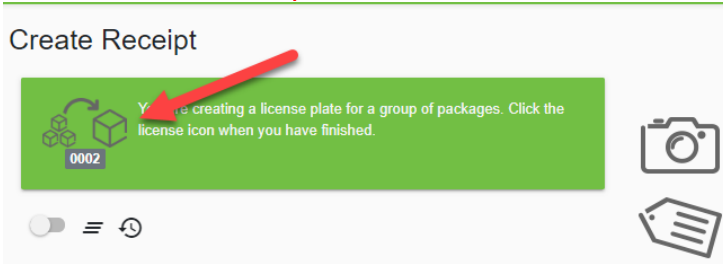 Create Receipt
creating a license plate for a group of packages. Click the
license icon when you have finished.
0002